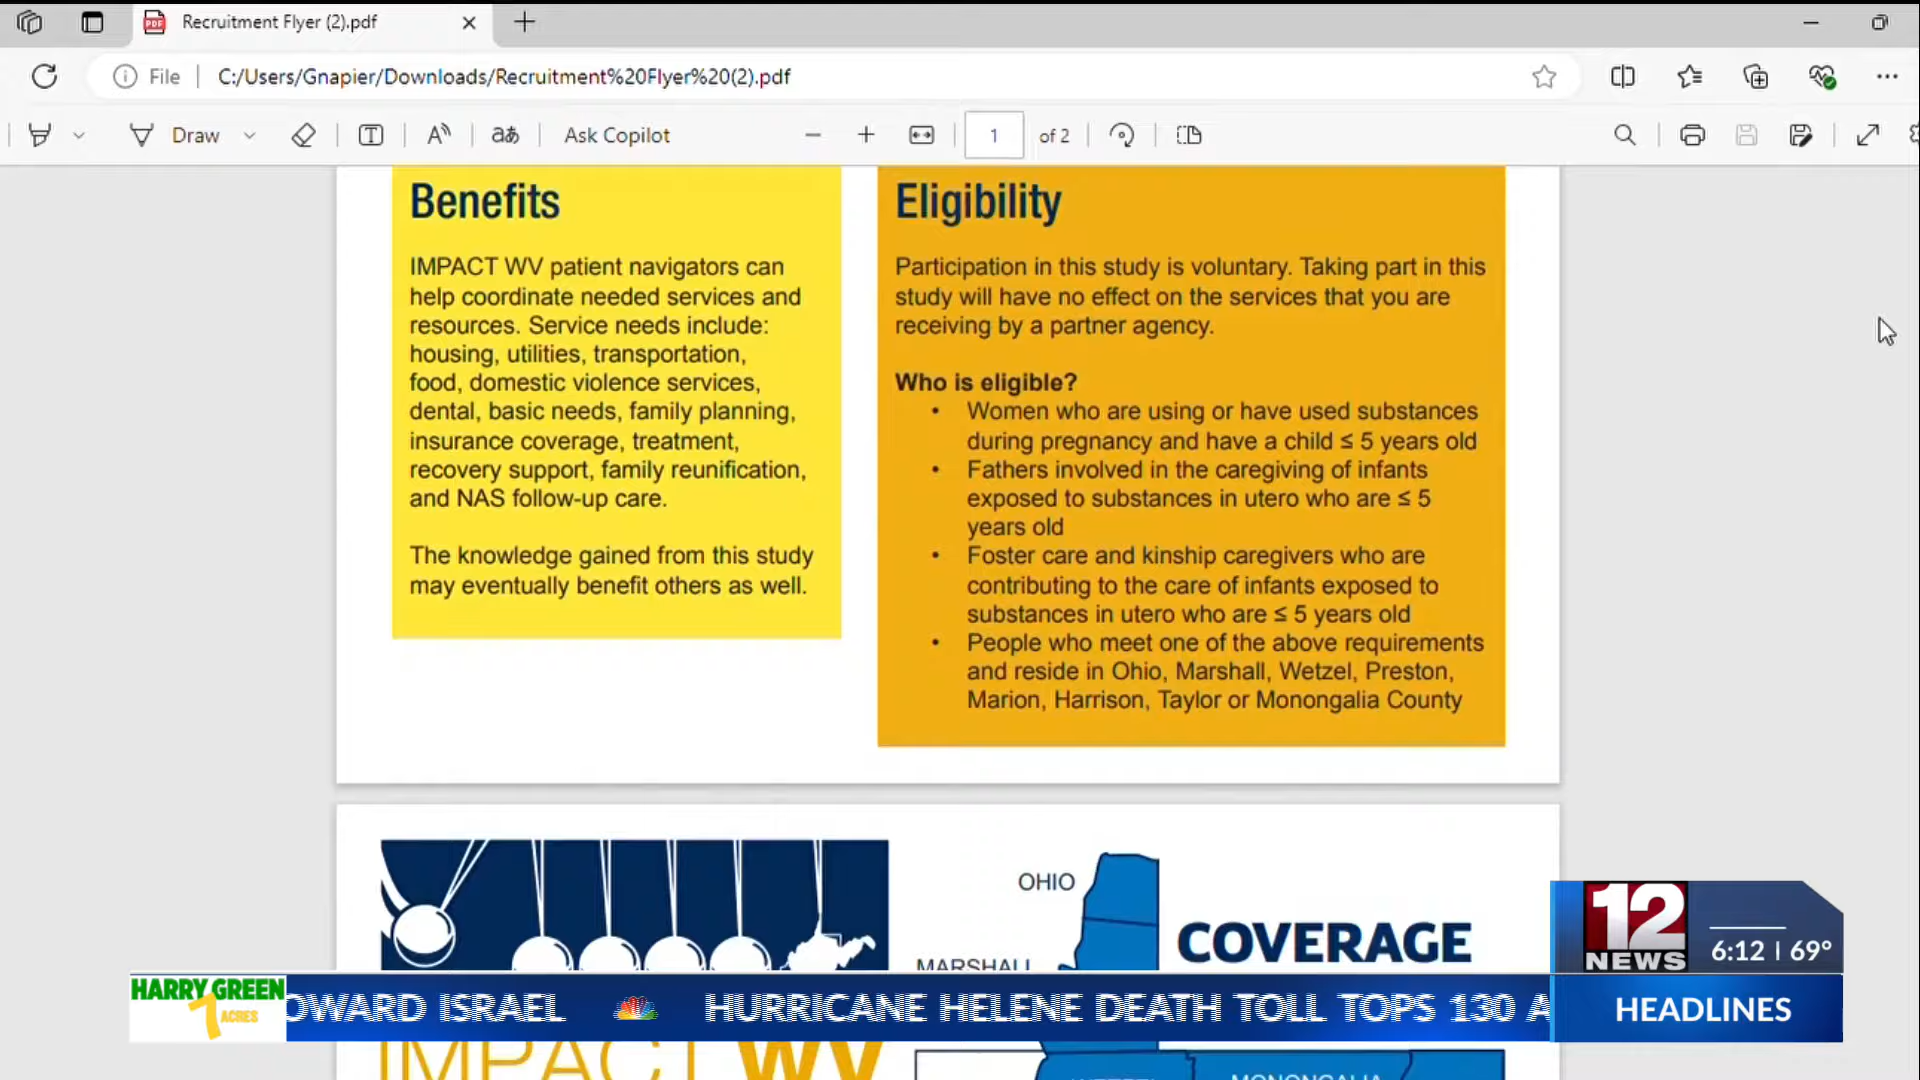 Recruitment Flyer (2).pdf
File
C:/Users/Gnapier/Downloads/Recruitment%20Flyer%20(2).pdf
Draw
Ask Copilot
1 of 2
Benefits
IMPACT WV patient navigators can
help coordinate needed services and
resources. Service needs include:
housing, utilities, transportation,
food, domestic violence services,
dental, basic needs, family planning,
insurance coverage, treatment,
recovery support, family reunification,
and NAS follow-up care.
The knowledge gained from this study
may eventually benefit others as well.
Eligibility
Participation in this study is voluntary. Taking part in this
study will have no effect on the services that you are
receiving by a partner agency.
Who is eligible?
• Women who are using or have used substances
during pregnancy and have a child ≤ 5 years old
• Fathers involved in the caregiving of infants
exposed to substances in utero who are ≤ 5
years old
• Foster care and kinship caregivers who are
contributing to the care of infants exposed to
substances in utero who are ≤ 5 years old
• People who meet one of the above requirements
and reside in Ohio, Marshall, Wetzel, Preston,
Marion, Harrison, Taylor or Monongalia County
OHIO
COVERAGE
MARSHALL
12
NEWS
6:12 | 69°
HARRY GREEN
7 ACRES
OWARD ISRAEL HURRICANE HELENE DEATH TOLL TOPS 130 A
HEADLINES
IMPACT WV
MONONGALIA